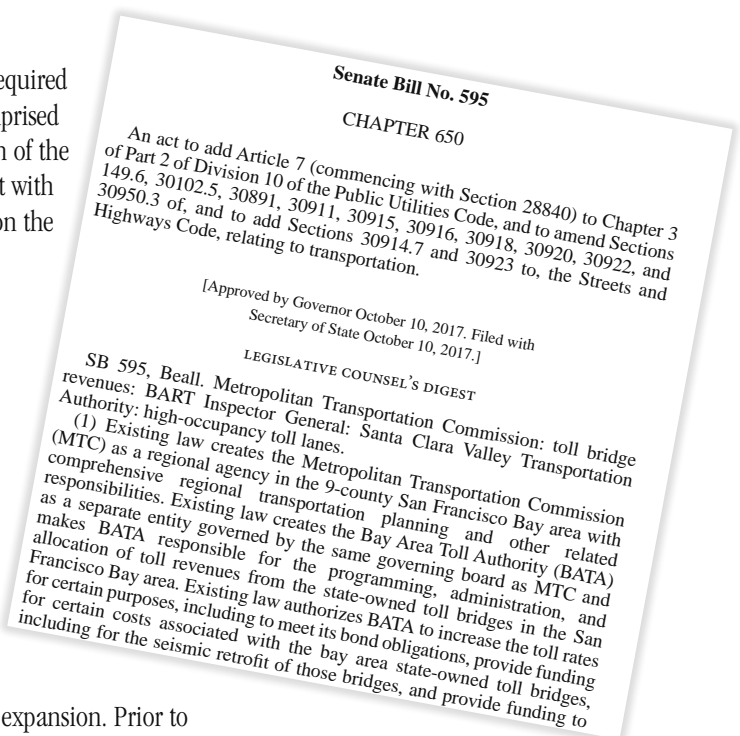 equired
prised
n of the
t with
on the
Senate Bill No. 595
CHAPTER 650
An act to add Article 7 (commencing with Section 28840) to Chapter 3
of Part 2 of Division 10 of the Public Utilities Code, and to amend Sections
149.6, 30102.5, 30891, 30911, 30915, 30916, 30918, 30920, 30922, and
30950.3 of, and to add Sections 30914.7 and 30923 to, the Streets and
Highways Code, relating to transportation.
[Approved by Governor October 10, 2017. Filed with
Secretary of State October 10, 2017.]
LEGISLATIVE COUNSEL’S DIGEST
SB 595, Beall. Metropolitan Transportation Commission: toll bridge
revenues: BART Inspector General: Santa Clara Valley Transportation
Authority: high-occupancy toll lanes.
(1) Existing law creates the Metropolitan Transportation Commission
(MTC) as a regional agency in the 9-county San Francisco Bay area with
comprehensive regional transportation planning and other related
responsibilities. Existing law creates the Bay Area Toll Authority (BATA)
as a separate entity governed by the same governing board as MTC and
makes BATA responsible for the programming, administration, and
allocation of toll revenues from the state-owned toll bridges in the San
Francisco Bay area. Existing law authorizes BATA to increase the toll rates
for certain purposes, including to meet its bond obligations, provide funding
for certain costs associated with the bay area state-owned toll bridges,
including for the seismic retrofit of those bridges, and provide funding to
expansion. Prior to